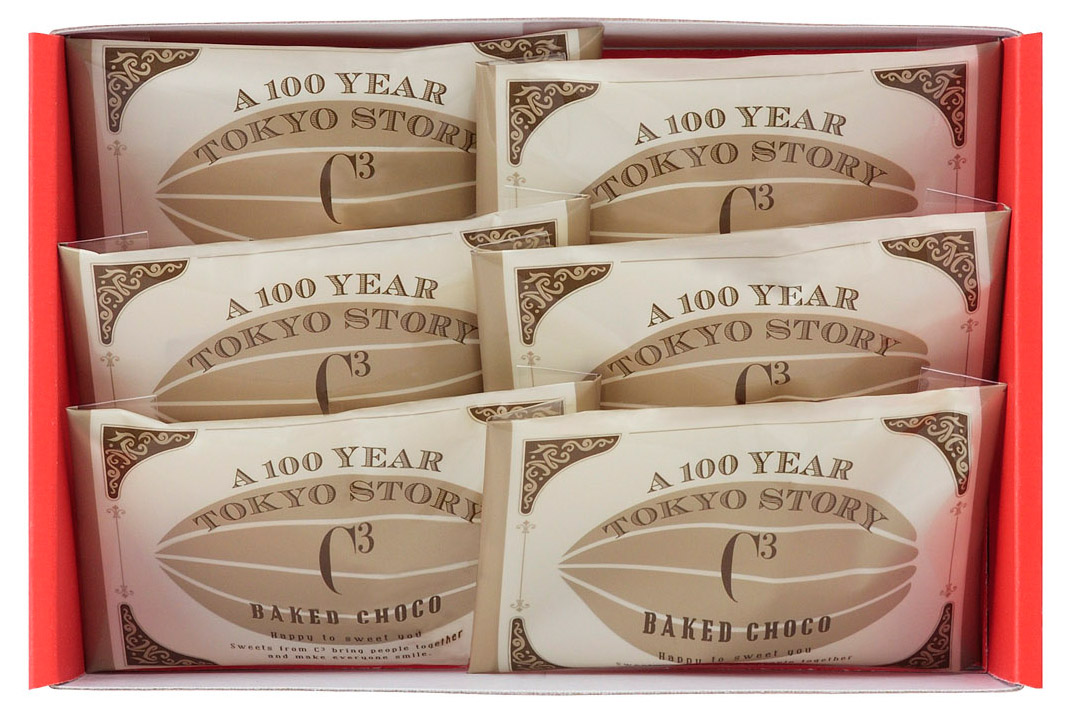 A 100 YEAR
TOKYO STORY
C³
A 100 YEAR
TOKYO STORY
C³
A 100 YEAR
TOKYO STORY
C³
A 100 YEAR
TOKYO STORY
C³
A 100 YEAR
TOKYO STORY
C³
BAKED CHOCO
Happy to sweet you
Sweets from C³ bring people together
and make everyone smile.
A 100 YEAR
TOKYO STORY
C³
BAKED CHOCO
Happy to sweet you
together